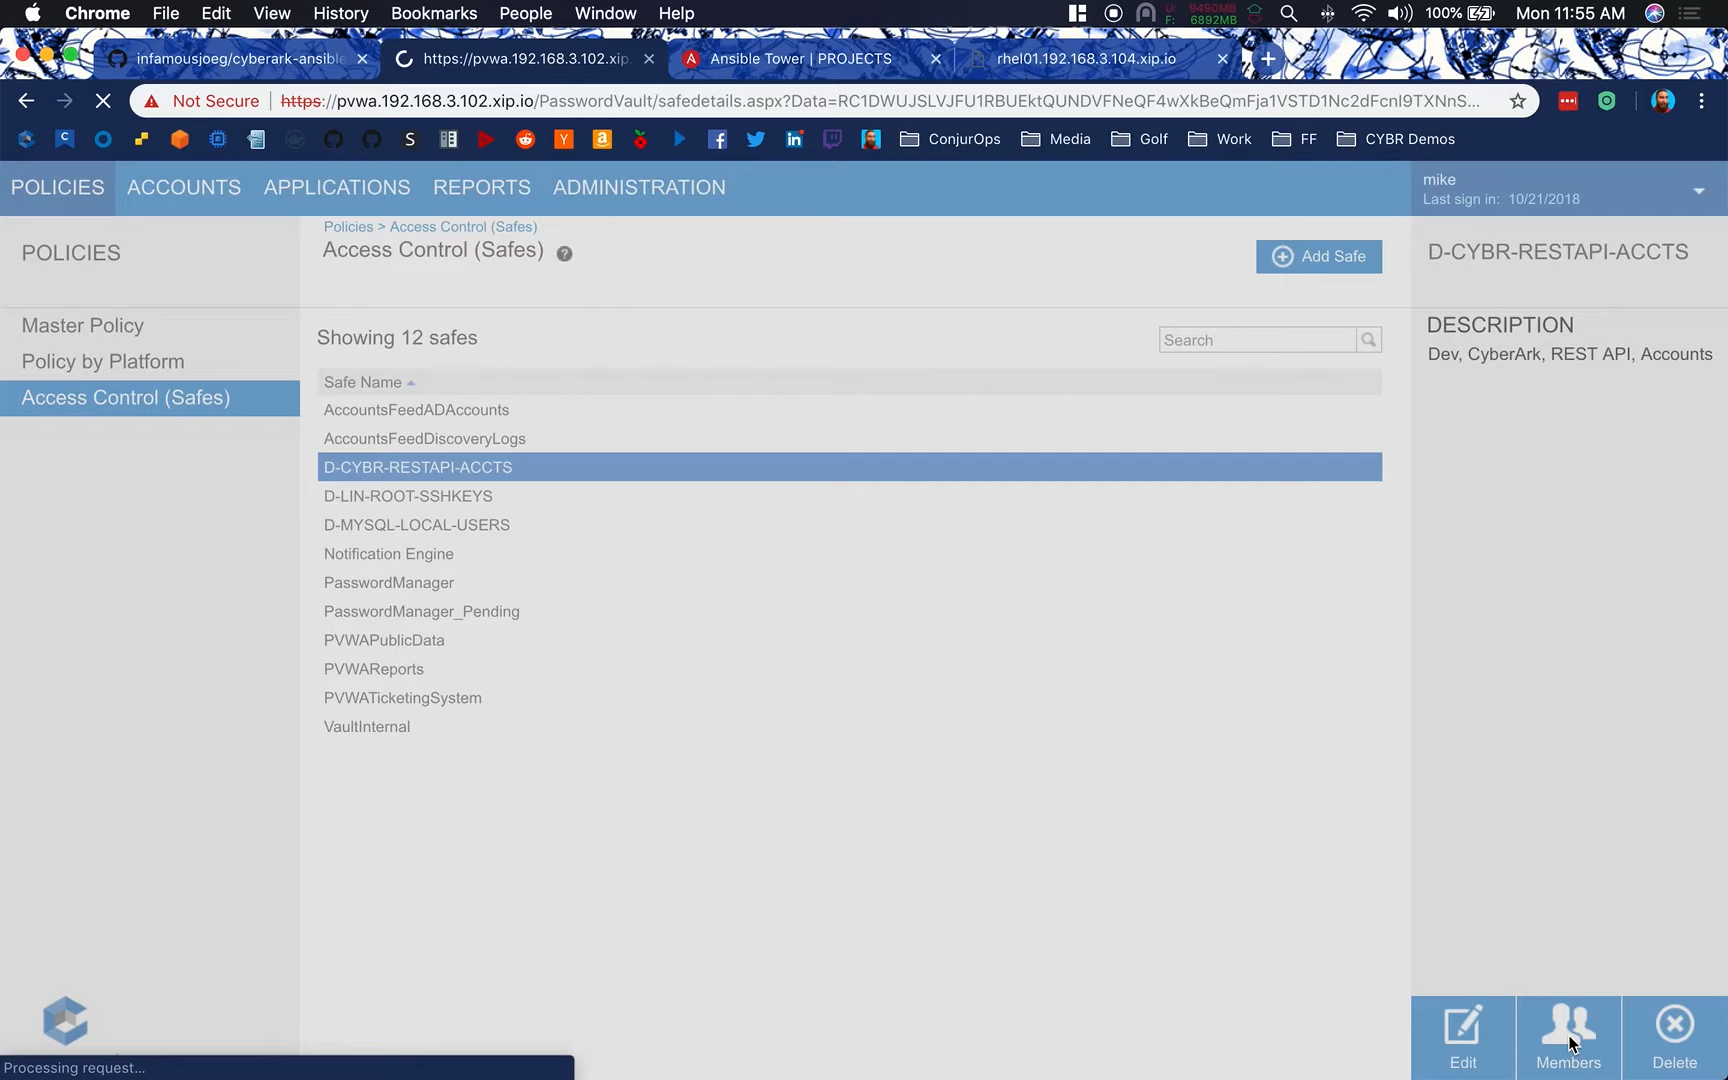 Chrome File Edit View History Bookmarks People Window Help U: 9490MB F: 6892MB 100% Mon 11:55 AM
infamousjoeg/cyberark-ansible https://pvwa.192.168.3.102.xip. Ansible Tower | PROJECTS rhel01.192.168.3.104.xip.io
Not Secure https://pvwa.192.168.3.102.xip.io/PasswordVault/safedetails.aspx?Data=RC1DWUJSLVJFU1RBUEktQUNDVFNeQF4wXkBeQmFja1VSTD1Nc2dFcnI9TXNnS...
ConjurOps Media Golf Work FF CYBR Demos
POLICIES ACCOUNTS APPLICATIONS REPORTS ADMINISTRATION
mike
Last sign in: 10/21/2018
POLICIES
Master Policy
Policy by Platform
Access Control (Safes)
Policies > Access Control (Safes)
Access Control (Safes) ?
Add Safe
Showing 12 safes
Search
Safe Name
AccountsFeedADAccounts
AccountsFeedDiscoveryLogs
D-CYBR-RESTAPI-ACCTS
D-LIN-ROOT-SSHKEYS
D-MYSQL-LOCAL-USERS
Notification Engine
PasswordManager
PasswordManager_Pending
PVWAPublicData
PVWAReports
PVWATicketingSystem
VaultInternal
D-CYBR-RESTAPI-ACCTS
DESCRIPTION
Dev, CyberArk, REST API, Accounts
Edit Members Delete
Processing request...